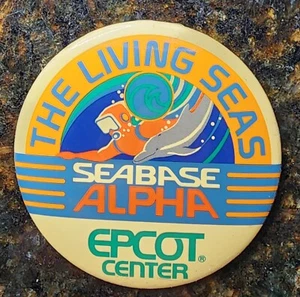 THE LIVING SEAS
SEABASE
ALPHA
EPCOT®
CENTER